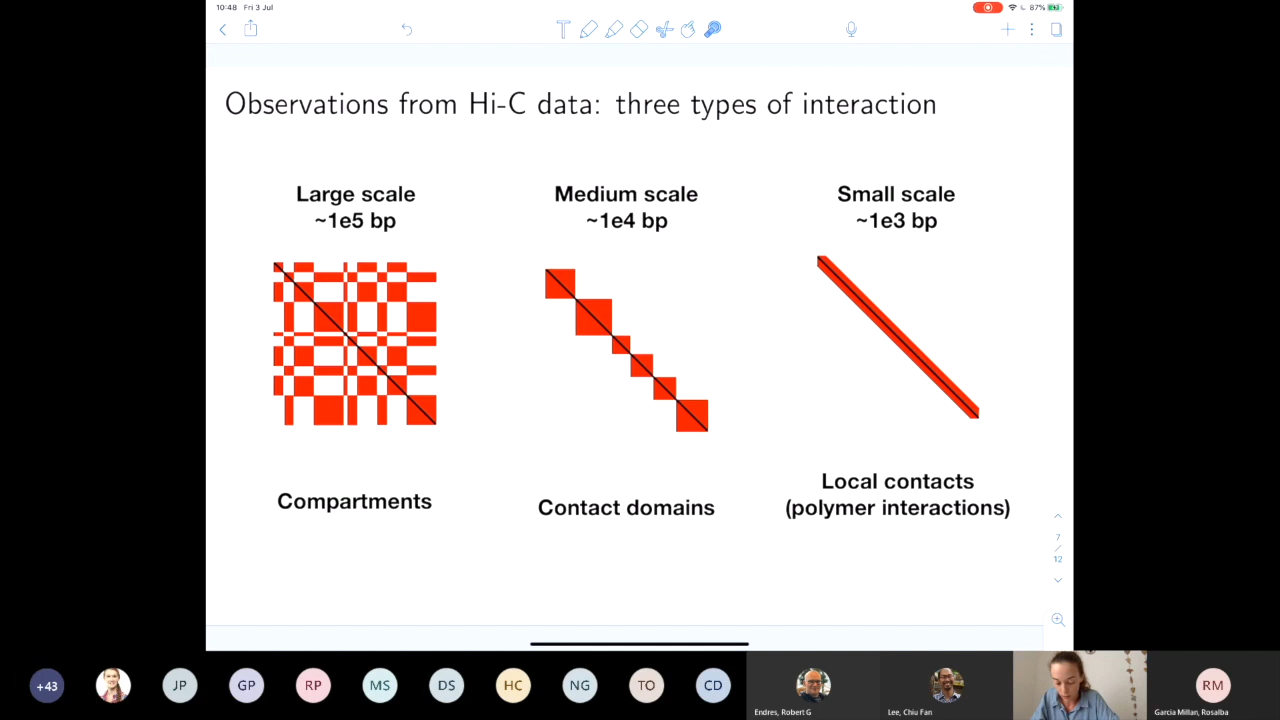 10:48 Fri 3 Jul
87%
Observations from Hi-C data: three types of interaction
Large scale
~1e5 bp
Medium scale
~1e4 bp
Small scale
~1e3 bp
Compartments
Contact domains
Local contacts
(polymer interactions)
7
/
12
+43
JP
GP
RP
MS
DS
HC
NG
TO
CD
RM
Endres, Robert G
Lee, Chiu Fan
Garcia Millan, Rosalba